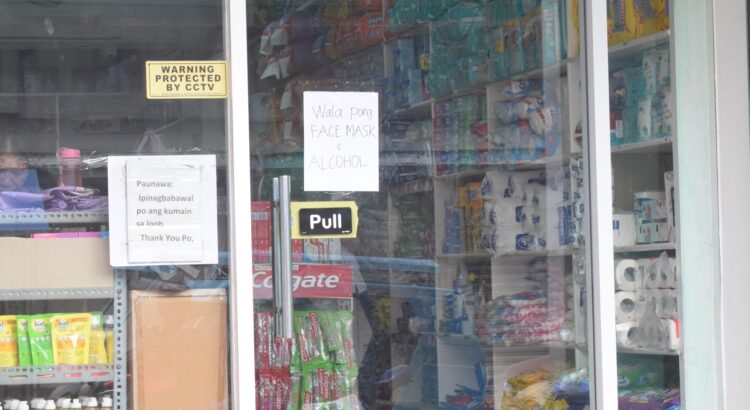 WARNING
PROTECTED
BY CCTV
Paunawa:
Ipinagbabawal
po ang kumain
sa loob
Thank You Po,
Wala pong
FACE MASK
&
ALCOHOL
Pull
Colgate